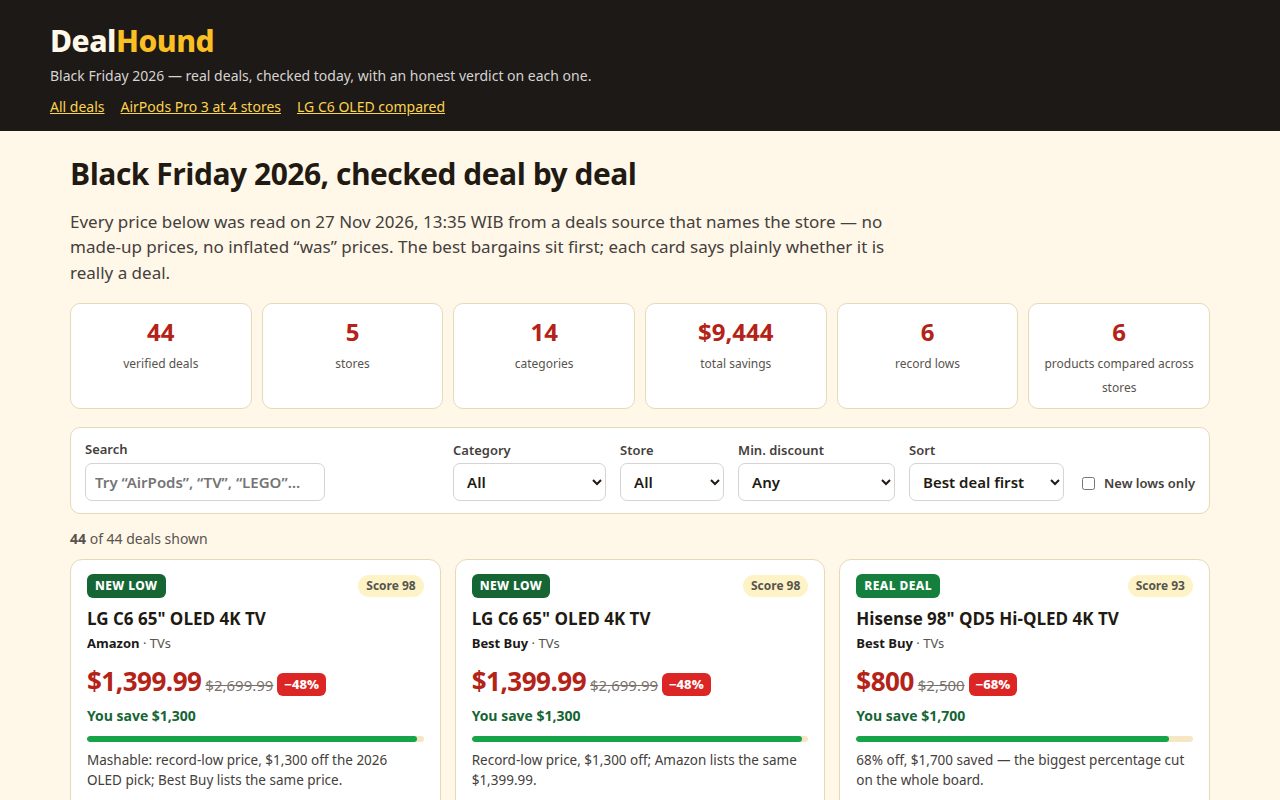 DealHound
Black Friday 2026 — real deals, checked today, with an honest verdict on each one.
All deals AirPods Pro 3 at 4 stores LG C6 OLED compared
Black Friday 2026, checked deal by deal
Every price below was read on 27 Nov 2026, 13:35 WIB from a deals source that names the store — no
made-up prices, no inflated “was” prices. The best bargains sit first; each card says plainly whether it is
really a deal.
44
verified deals
5
stores
14
categories
$9,444
total savings
6
record lows
6
products compared across
stores
Search
Try “AirPods”, “TV”, “LEGO”…
Category
All
Store
All
Min. discount
Any
Sort
Best deal first
New lows only
44 of 44 deals shown
NEW LOW Score 98
LG C6 65" OLED 4K TV
Amazon · TVs
$1,399.99 $2,699.99 −48%
You save $1,300
Mashable: record-low price, $1,300 off the 2026
OLED pick; Best Buy lists the same price.
NEW LOW Score 98
LG C6 65" OLED 4K TV
Best Buy · TVs
$1,399.99 $2,699.99 −48%
You save $1,300
Record-low price, $1,300 off; Amazon lists the same
$1,399.99.
REAL DEAL Score 93
Hisense 98" QD5 Hi-QLED 4K TV
Best Buy · TVs
$800 $2,500 −68%
You save $1,700
68% off, $1,700 saved — the biggest percentage cut
on the whole board.